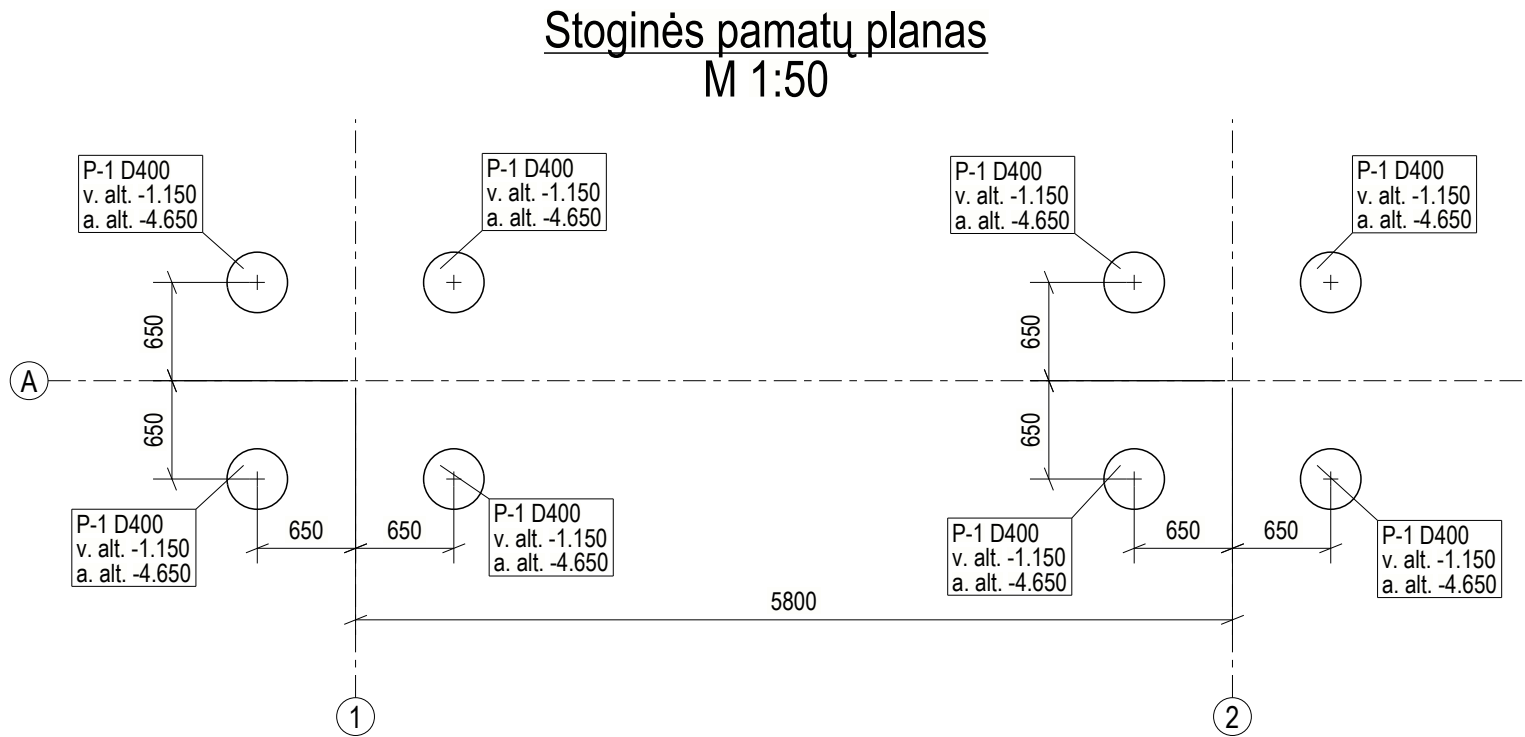 Stoginės pamatų planas
M 1:50
P-1 D400
v. alt. -1.150
a. alt. -4.650
P-1 D400
v. alt. -1.150
a. alt. -4.650
P-1 D400
v. alt. -1.150
a. alt. -4.650
P-1 D400
v. alt. -1.150
a. alt. -4.650
650
650
A
650
650
P-1 D400
v. alt. -1.150
a. alt. -4.650
650
650
P-1 D400
v. alt. -1.150
a. alt. -4.650
P-1 D400
v. alt. -1.150
a. alt. -4.650
650
650
P-1 D400
v. alt. -1.150
a. alt. -4.650
5800
1
2